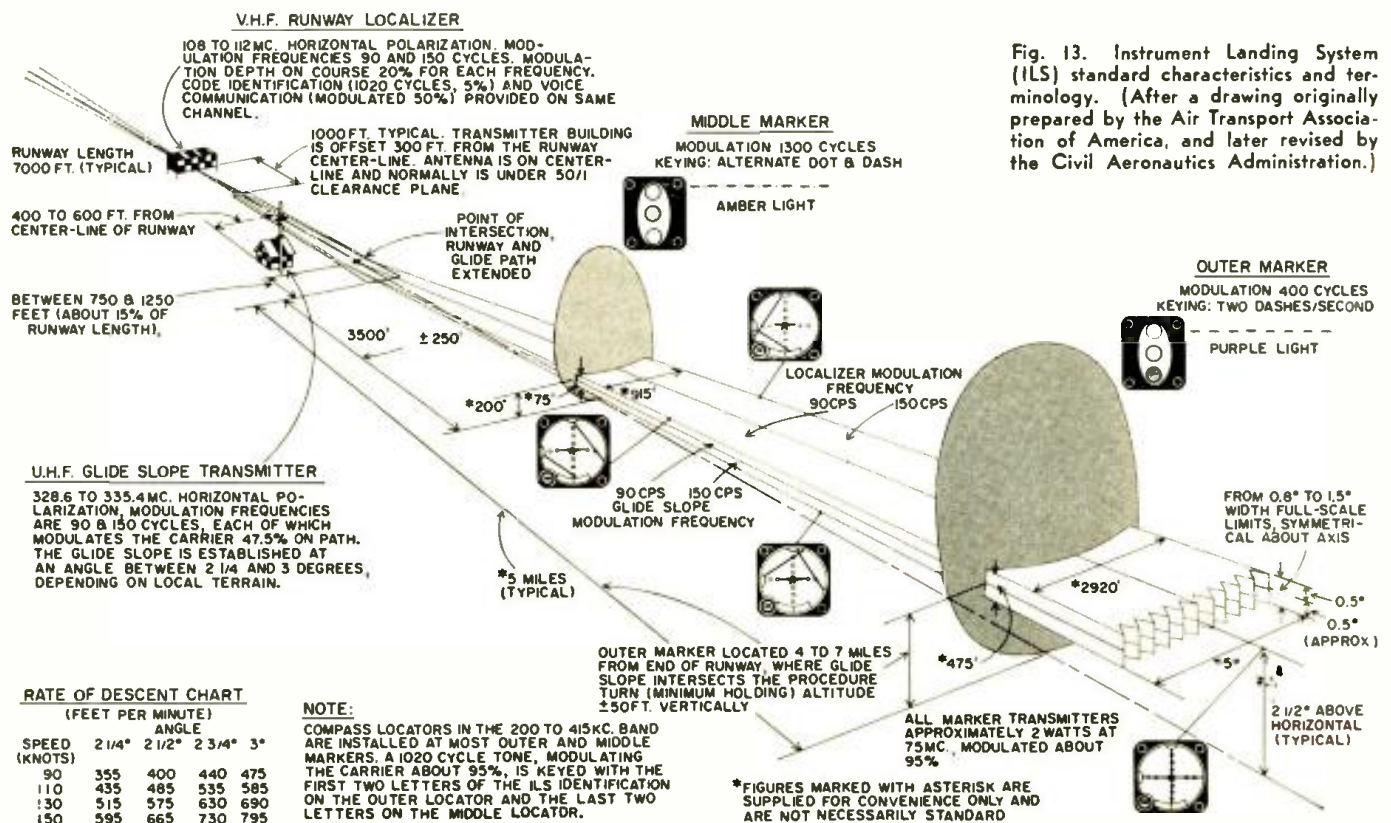 V.H.F. RUNWAY LOCALIZER
108 TO 112 MC. HORIZONTAL POLARIZATION. MOD-
ULATION FREQUENCIES 90 AND 150 CYCLES. MODULA-
TION DEPTH ON COURSE 20% FOR EACH FREQUENCY.
CODE IDENTIFICATION (1020 CYCLES, 5%) AND VOICE
COMMUNICATION (MODULATED 50%) PROVIDED ON SAME
CHANNEL.
Fig. 13. Instrument Landing System
(ILS) standard characteristics and ter-
minology. (After a drawing originally
prepared by the Air Transport Associa-
tion of America, and later revised by
the Civil Aeronautics Administration.)
RUNWAY LENGTH
7000 FT. (TYPICAL)
1000 FT. TYPICAL. TRANSMITTER BUILDING
IS OFFSET 300 FT. FROM THE RUNWAY
CENTER-LINE. ANTENNA IS ON CENTER-
LINE AND NORMALLY IS UNDER 50/1
CLEARANCE PLANE
MIDDLE MARKER
MODULATION 1300 CYCLES
KEYING: ALTERNATE DOT & DASH
AMBER LIGHT
400 TO 600 FT. FROM
CENTER-LINE OF RUNWAY
POINT OF
INTERSECTION,
RUNWAY AND
GLIDE PATH
EXTENDED
OUTER MARKER
MODULATION 400 CYCLES
KEYING: TWO DASHES/SECOND
PURPLE LIGHT
BETWEEN 750 & 1250
FEET (ABOUT 15% OF
RUNWAY LENGTH).
3500' ± 250'
*200' *75' *915'
LOCALIZER MODULATION
FREQUENCY
90CPS 150CPS
90 CPS 150 CPS
GLIDE SLOPE
MODULATION FREQUENCY
U.H.F. GLIDE SLOPE TRANSMITTER
328.6 TO 335.4 MC. HORIZONTAL PO-
LARIZATION, MODULATION FREQUENCIES
ARE 90 & 150 CYCLES, EACH OF WHICH
MODULATES THE CARRIER 47.5% ON PATH.
THE GLIDE SLOPE IS ESTABLISHED AT
AN ANGLE BETWEEN 2 1/4 AND 3 DEGREES,
DEPENDING ON LOCAL TERRAIN.
*5 MILES
(TYPICAL)
FROM 0.8° TO 1.5°
WIDTH FULL-SCALE
LIMITS, SYMMETRI-
CAL ABOUT AXIS
*2920'
0.5°
0.5°
(APPROX)
*475'
5°
2 1/2° ABOVE
HORIZONTAL
(TYPICAL)
OUTER MARKER LOCATED 4 TO 7 MILES
FROM END OF RUNWAY, WHERE GLIDE
SLOPE INTERSECTS THE PROCEDURE
TURN (MINIMUM HOLDING) ALTITUDE
±50FT. VERTICALLY
ALL MARKER TRANSMITTERS
APPROXIMATELY 2 WATTS AT
75MC., MODULATED ABOUT
95%
RATE OF DESCENT CHART
(FEET PER MINUTE)
ANGLE
SPEED 2 1/4° 2 1/2° 2 3/4° 3°
(KNOTS)
90 355 400 440 475
110 435 485 535 585
130 515 575 630 690
150 595 665 730 795
NOTE:
COMPASS LOCATORS IN THE 200 TO 415KC. BAND
ARE INSTALLED AT MOST OUTER AND MIDDLE
MARKERS. A 1020 CYCLE TONE, MODULATING
THE CARRIER ABOUT 95%, IS KEYED WITH THE
FIRST TWO LETTERS OF THE ILS IDENTIFICATION
ON THE OUTER LOCATOR AND THE LAST TWO
LETTERS ON THE MIDDLE LOCATOR.
*FIGURES MARKED WITH ASTERISK ARE
SUPPLIED FOR CONVENIENCE ONLY AND
ARE NOT NECESSARILY STANDARD